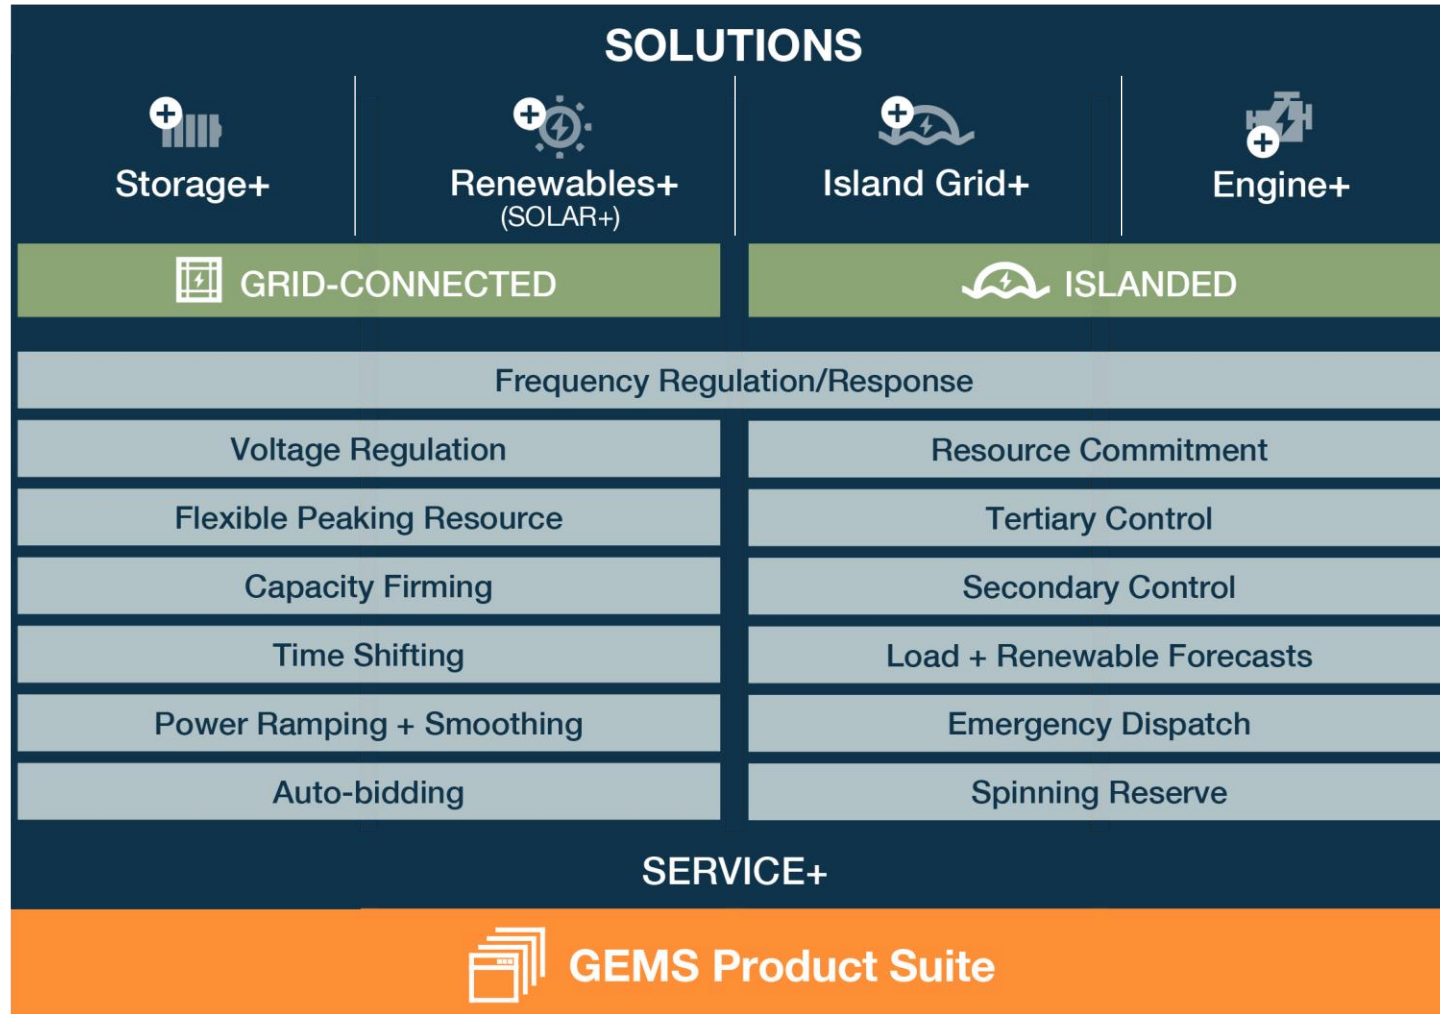 SOLUTIONS
Storage+
Renewables+
(SOLAR+)
Island Grid+
Engine+
GRID-CONNECTED
ISLANDED
Frequency Regulation/Response
Voltage Regulation
Resource Commitment
Flexible Peaking Resource
Tertiary Control
Capacity Firming
Secondary Control
Time Shifting
Load + Renewable Forecasts
Power Ramping + Smoothing
Emergency Dispatch
Auto-bidding
Spinning Reserve
SERVICE+
GEMS Product Suite